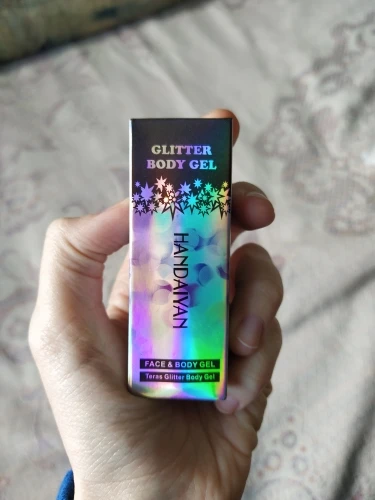 GLITTER
BODY GEL
HANDAIYAN
FACE & BODY GEL
Teras Glitter Body Gel